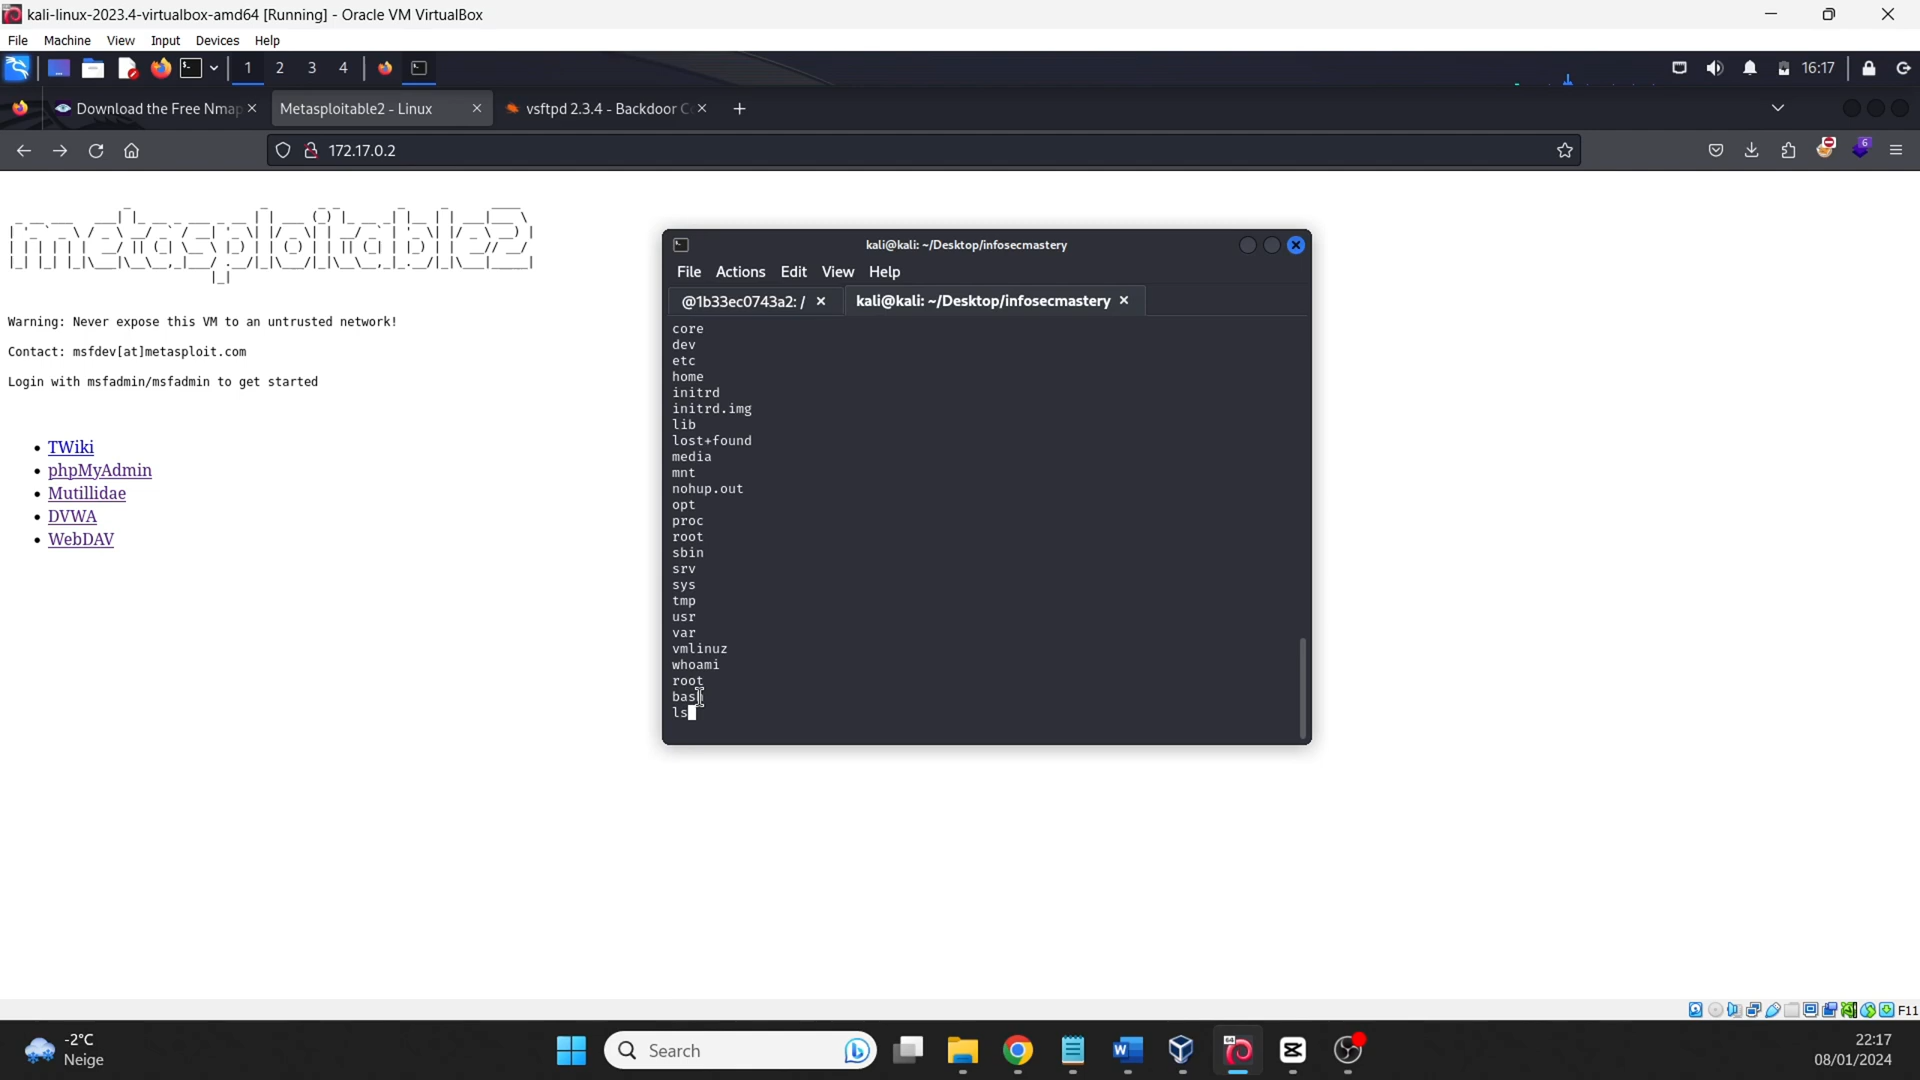 kali-linux-2023.4-virtualbox-amd64 [Running] - Oracle VM VirtualBox
File Machine View Input Devices Help
1 2 3 4 16:17
Download the Free Nmap Metasploitable2 - Linux vsftpd 2.3.4 - Backdoor C
172.17.0.2
6
metasploitable2
Warning: Never expose this VM to an untrusted network!
Contact: msfdev[at]metasploit.com
Login with msfadmin/msfadmin to get started
TWiki
phpMyAdmin
Mutillidae
DVWA
WebDAV
kali@kali: ~/Desktop/infosecmastery
File Actions Edit View Help
@1b33ec0743a2: / kali@kali: ~/Desktop/infosecmastery
core
dev
etc
home
initrd
initrd.img
lib
lost+found
media
mnt
nohup.out
opt
proc
root
sbin
srv
sys
tmp
usr
var
vmlinuz
whoami
root
bash
ls
F11
-2°C
Neige
Search
22:17
08/01/2024